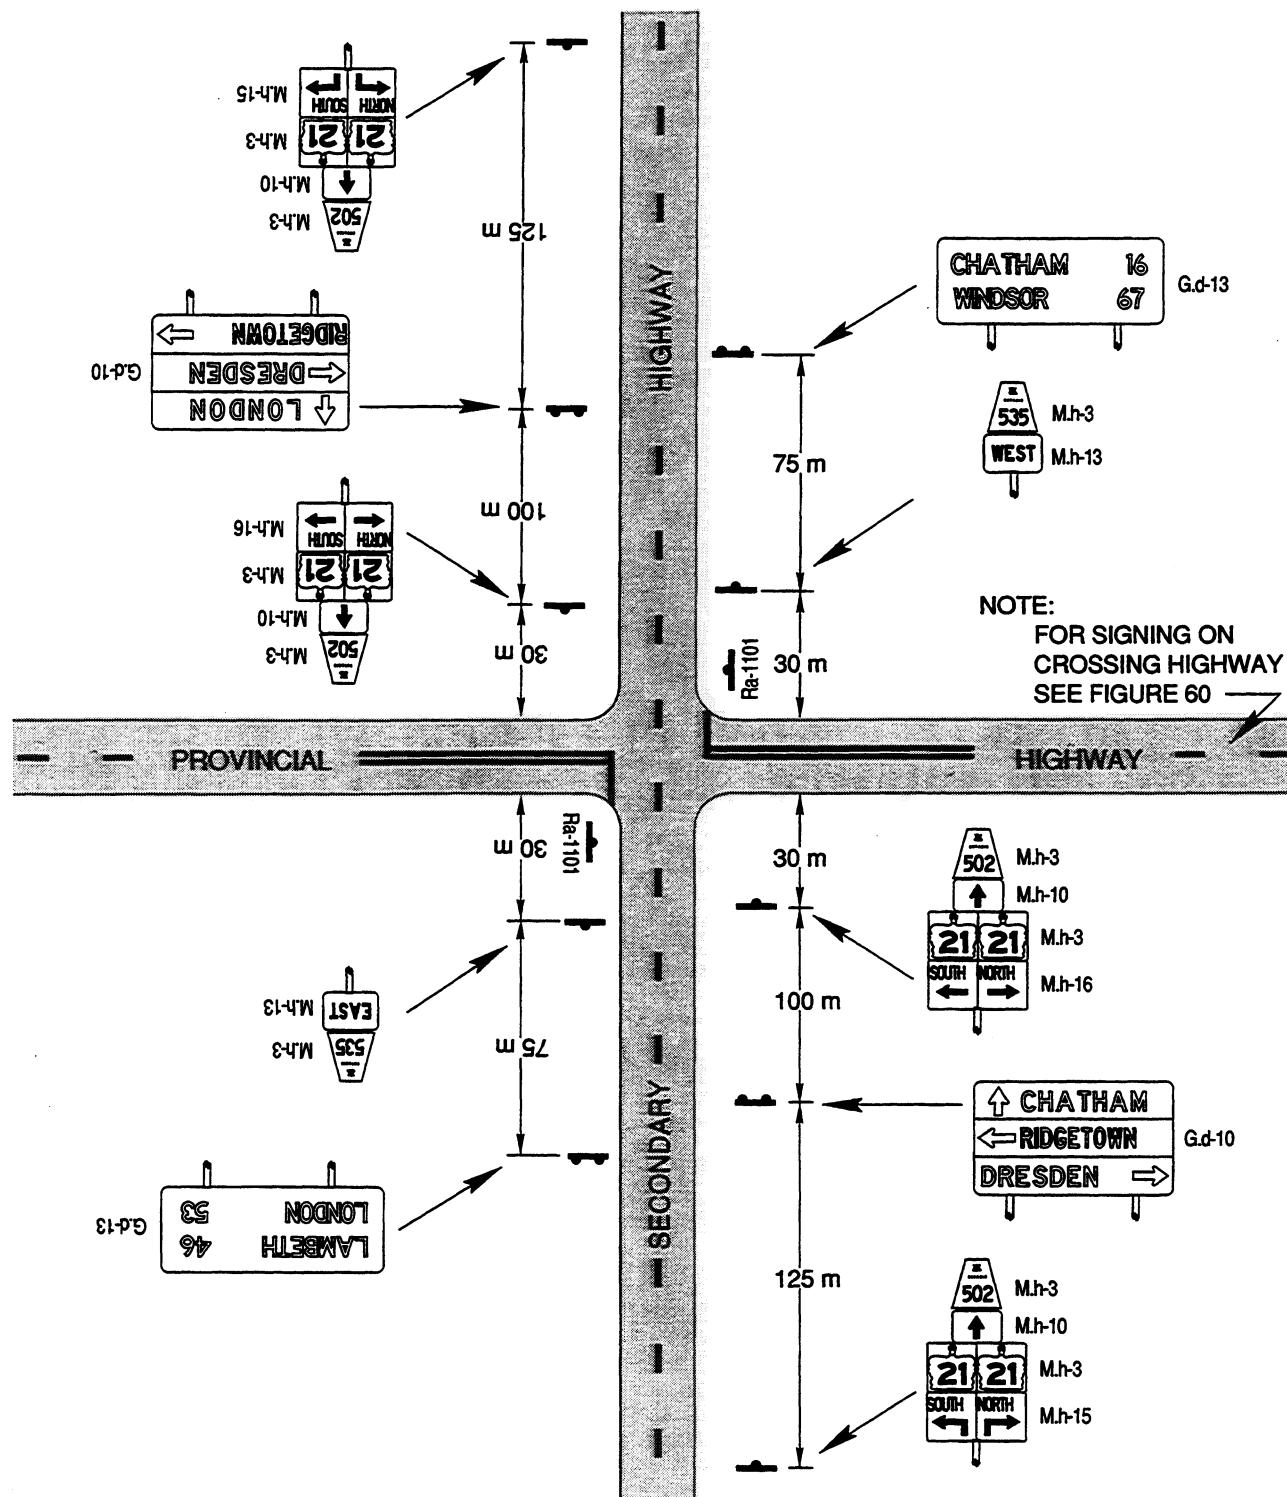 M.h-15
SOUTH NORTH
M.h-3
21 21
M.h-10
M.h-3
502
125 m
RIDGETOWN
DRESDEN
LONDON
G.d-10
100 m
M.h-16
SOUTH NORTH
M.h-3
21 21
M.h-10
M.h-3
502
30 m
HIGHWAY
CHATHAM 16
WINDSOR 67
G.d-13
535
M.h-3
WEST
M.h-13
75 m
Ra-1101
30 m
NOTE:
FOR SIGNING ON
CROSSING HIGHWAY
SEE FIGURE 60
PROVINCIAL
HIGHWAY
30 m
Ra-1101
M.h-13
EAST
M.h-3
535
75 m
G.d-13
LONDON 53
LAMBETH 46
SECONDARY
30 m
502
M.h-3
M.h-10
21 21
M.h-3
SOUTH NORTH
M.h-16
100 m
CHATHAM
RIDGETOWN
DRESDEN
G.d-10
125 m
502
M.h-3
M.h-10
21 21
M.h-3
SOUTH NORTH
M.h-15